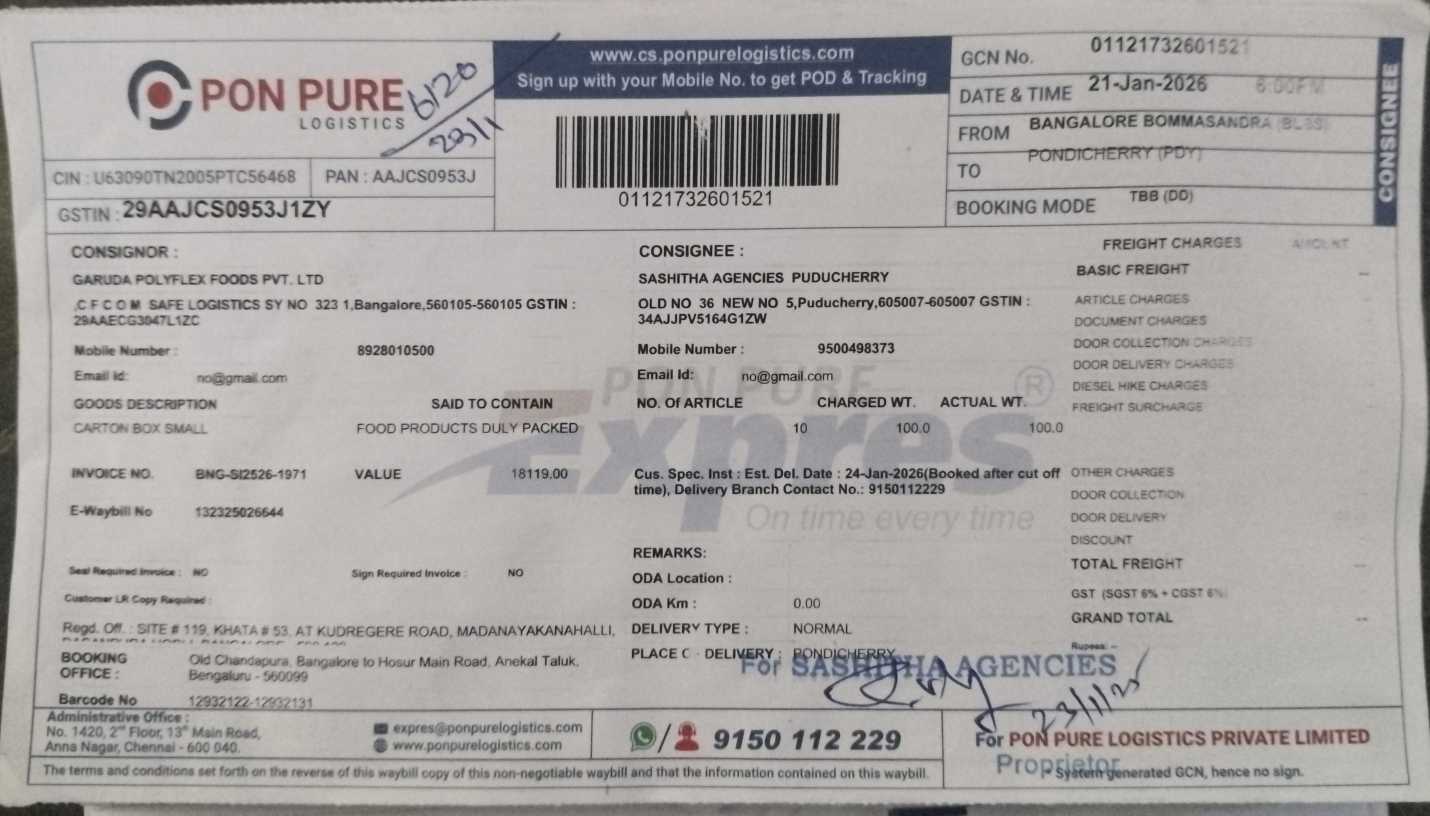 PON PURE
LOGISTICS
6120
23/1
www.cs.ponpurelogistics.com
Sign up with your Mobile No. to get POD & Tracking
01121732601521
GCN No. 01121732601521
DATE & TIME 21-Jan-2026 6:00PM
FROM BANGALORE BOMMASANDRA
TO PONDICHERRY (PDY)
BOOKING MODE TBB (DD)
CONSIGNEE
CIN : U63090TN2005PTC56468 PAN : AAJCS0953J
GSTIN : 29AAJCS0953J1ZY
CONSIGNOR :
GARUDA POLYFLEX FOODS PVT. LTD
,C F C O M SAFE LOGISTICS SY NO 323 1,Bangalore,560105-560105 GSTIN :
29AAECG3047L1ZC
Mobile Number : 8928010500
Email Id: no@gmail.com
CONSIGNEE :
SASHITHA AGENCIES PUDUCHERRY
OLD NO 36 NEW NO 5,Puducherry,605007-605007 GSTIN :
34AJJPV5164G1ZW
Mobile Number : 9500498373
Email Id: no@gmail.com
GOODS DESCRIPTION SAID TO CONTAIN NO. Of ARTICLE CHARGED WT. ACTUAL WT.
CARTON BOX SMALL FOOD PRODUCTS DULY PACKED 10 100.0 100.0
INVOICE NO. BNG-SI2526-1971 VALUE 18119.00
E-Waybill No 132325026644
Cus. Spec. Inst : Est. Del. Date : 24-Jan-2026(Booked after cut off
time), Delivery Branch Contact No.: 9150112229
PON PURE
Expres ®
On time every time
Seal Required Invoice : NO Sign Required Invoice : NO
Customer LR Copy Required :
Regd. Off. : SITE # 119, KHATA # 53, AT KUDREGERE ROAD, MADANAYAKANAHALLI,
BOOKING OFFICE : Old Chandapura, Bangalore to Hosur Main Road, Anekal Taluk,
Bengaluru - 560099
Barcode No 12932122-12932131
REMARKS:
ODA Location :
ODA Km : 0.00
DELIVERY TYPE : NORMAL
PLACE DELIVERY : PONDICHERRY
FREIGHT CHARGES AMOUNT
BASIC FREIGHT --
ARTICLE CHARGES
DOCUMENT CHARGES
DOOR COLLECTION CHARGES
DOOR DELIVERY CHARGES
DIESEL HIKE CHARGES
FREIGHT SURCHARGE
OTHER CHARGES
DOOR COLLECTION
DOOR DELIVERY
DISCOUNT
TOTAL FREIGHT --
GST (SGST 6% + CGST 6%)
GRAND TOTAL --
Rupees: --
For SASHITHA AGENCIES
Proprietor
Administrative Office :
No. 1420, 2nd Floor, 13th Main Road,
Anna Nagar, Chennai - 600 040.
expres@ponpurelogistics.com
www.ponpurelogistics.com
9150 112 229
For PON PURE LOGISTICS PRIVATE LIMITED
System generated GCN, hence no sign.
The terms and conditions set forth on the reverse of this waybill copy of this non-negotiable waybill and that the information contained on this waybill.